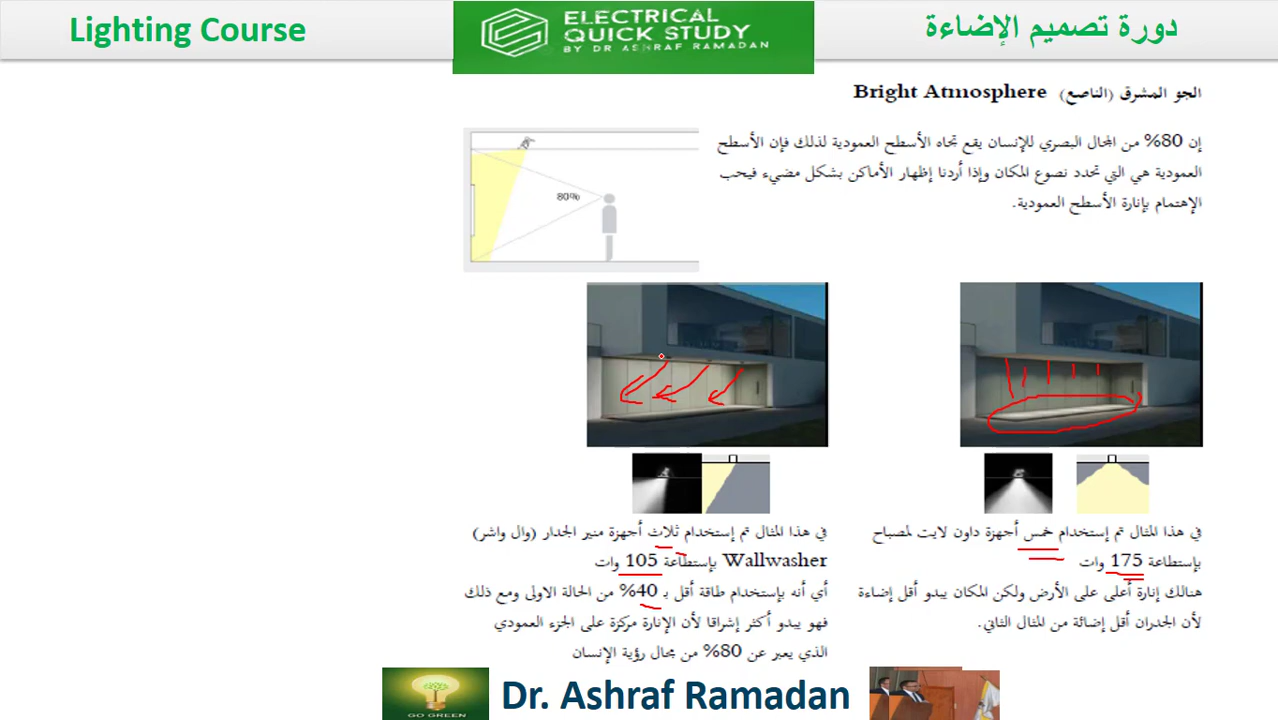 Lighting Course
ELECTRICAL
QUICK STUDY
BY DR ASHRAF RAMADAN
دورة تصميم الإضاءة
الجو المشرق (الناصع) Bright Atmosphere
إن 80% من المجال البصري للإنسان يقع تجاه الأسطح العمودية لذلك فإن الأسطح
العمودية هي التي تحدد نصوع المكان وإذا أردنا إظهار الأماكن بشكل مضيء فيحب
الإهتمام بإنارة الأسطح العمودية.
80%
في هذا المثال تم إستخدام خمس أجهزة داون لايت لمصباح
بإستطاعة 175 وات
هنالك إنارة أعلى على الأرض ولكن المكان يبدو أقل إضاءة
لأن الجدران أقل إضائة من المثال الثاني.
في هذا المثال تم إستخدام ثلاث أجهزة منير الجدار (وال واشر)
Wallwasher بإستطاعة 105 وات
أي أنه بإستخدام طاقة أقل بـ 40% من الحالة الاولى ومع ذلك
فهو يبدو أكثر إشراقا لأن الإنارة مركزة على الجزء العمودي
الذي يعبر عن 80% من مجال رؤية الإنسان
GO GREEN
Dr. Ashraf Ramadan